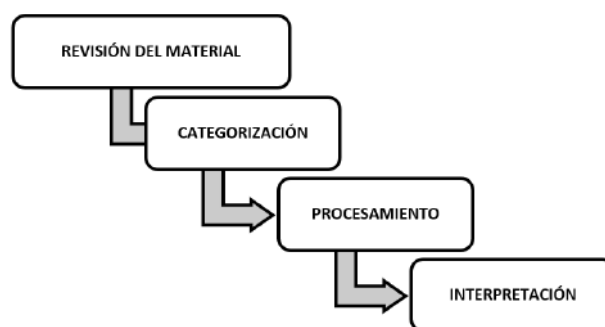 REVISIÓN DEL MATERIAL
CATEGORIZACIÓN
PROCESAMIENTO
INTERPRETACIÓN